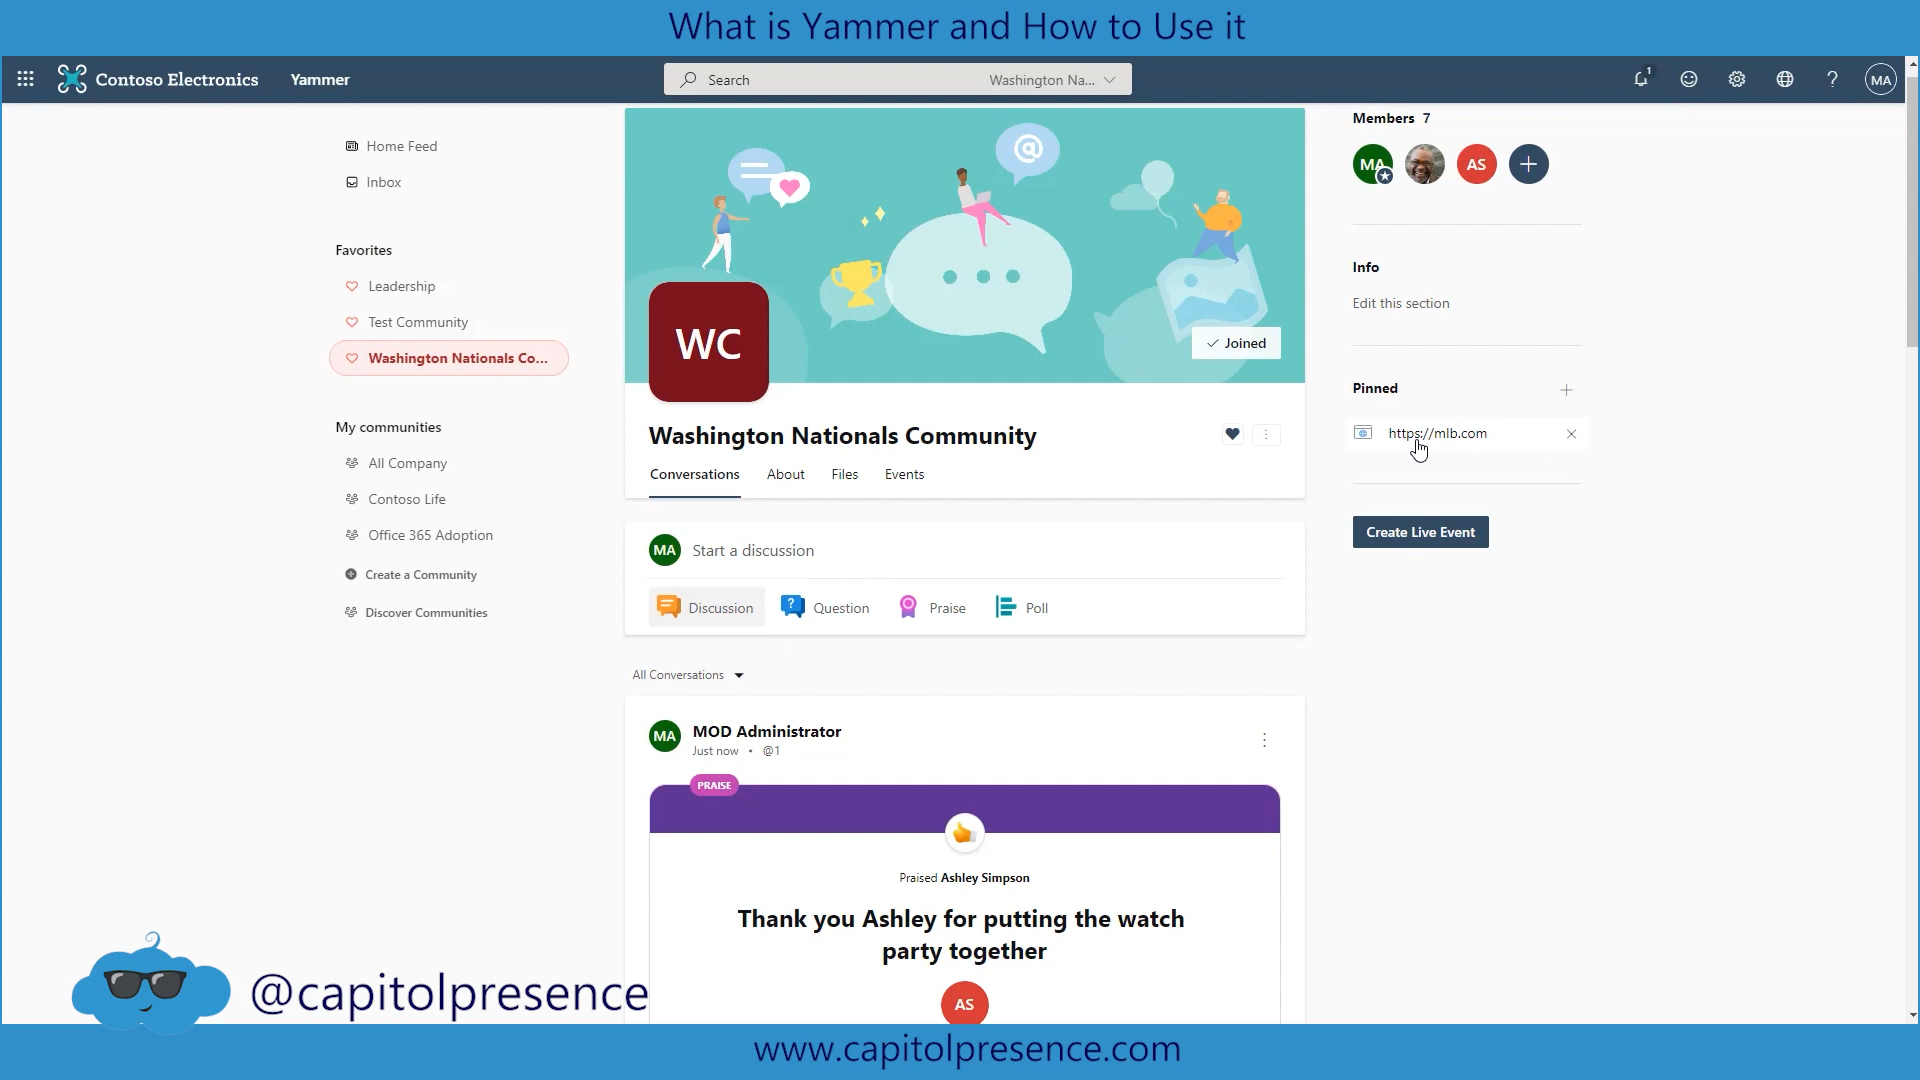 What is Yammer and How to Use it
Contoso Electronics
Yammer
Search
Washington Na...
1
?
MA
Home Feed
Inbox
Favorites
Leadership
Test Community
Washington Nationals Co...
My communities
All Company
Contoso Life
Office 365 Adoption
Create a Community
Discover Communities
@
WC
Joined
Washington Nationals Community
Conversations
About
Files
Events
MA
Start a discussion
Discussion
? Question
Praise
Poll
All Conversations
MA
MOD Administrator
Just now • @1
PRAISE
Praised Ashley Simpson
Thank you Ashley for putting the watch
party together
AS
Members 7
MA
AS
Info
Edit this section
Pinned
https://mlb.com
Create Live Event
@capitolpresence
www.capitolpresence.com